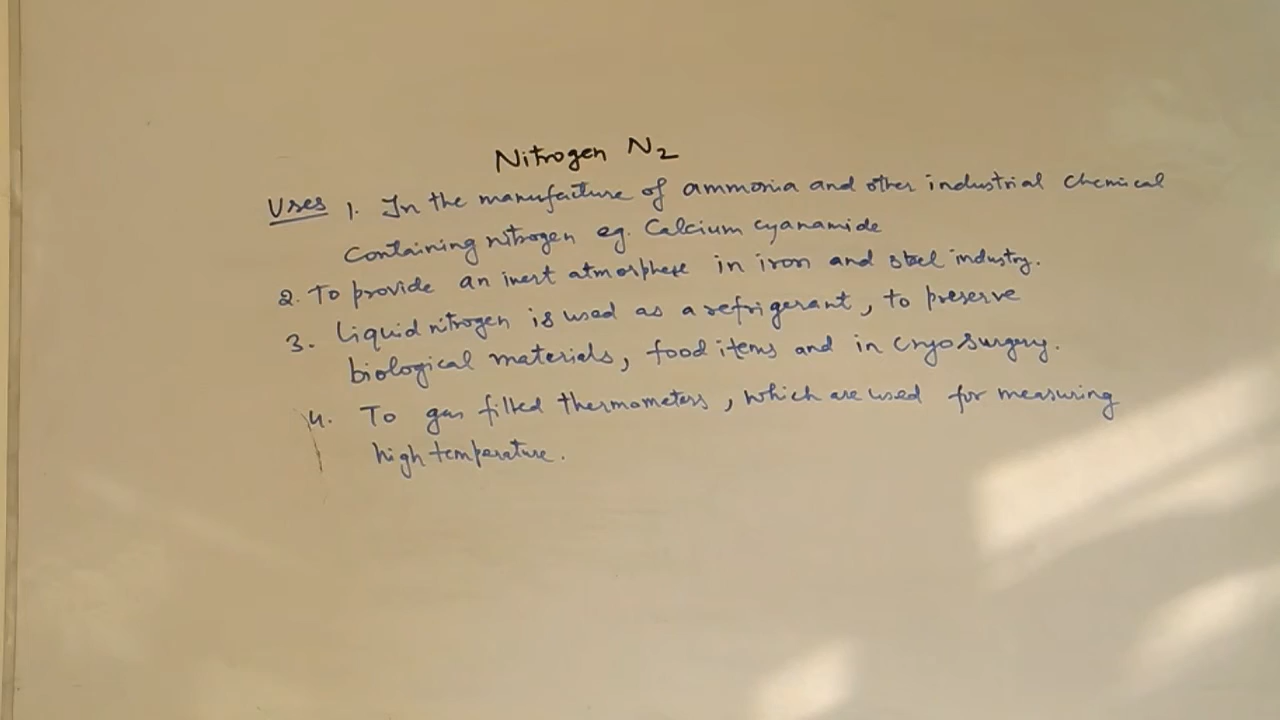 Nitrogen N₂
Uses 1. In the manufacture of ammonia and other industrial chemical
containing nitrogen eg. Calcium cyanamide
2. To provide an inert atmorphere in iron and steel industry.
3. Liquid nitrogen is used as a refrigerant, to preserve
biological materials, food items and in cryosurgery.
4. To gas filled thermometers, which are used for measuring
high temperature.